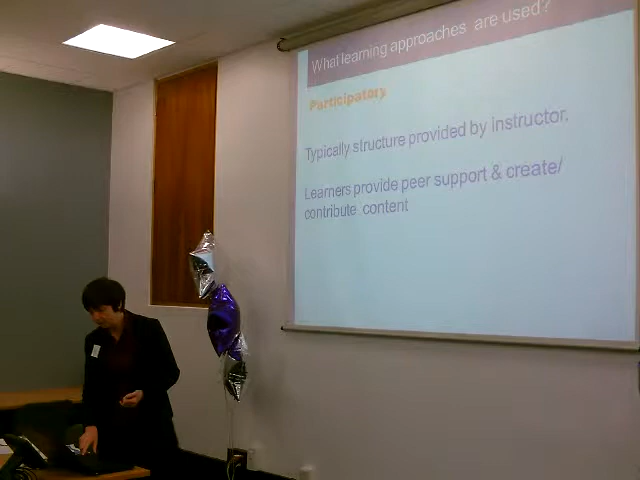 What learning approaches are used?
Participatory
Typically structure provided by instructor.
Learners provide peer support & create/
contribute content